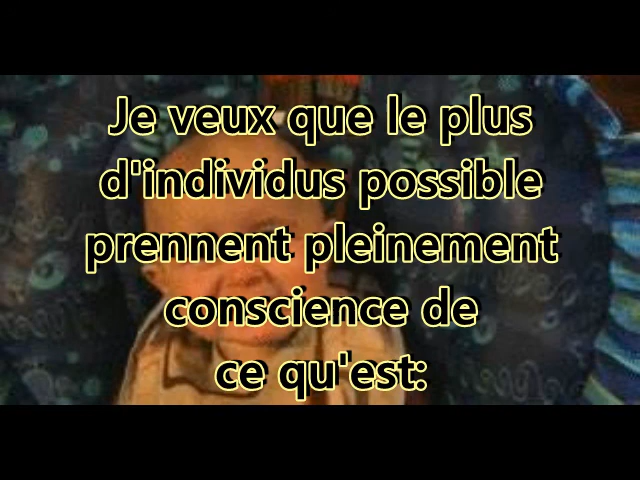 Je veux que le plus
d'individus possible
prennent pleinement
conscience de
ce qu'est: